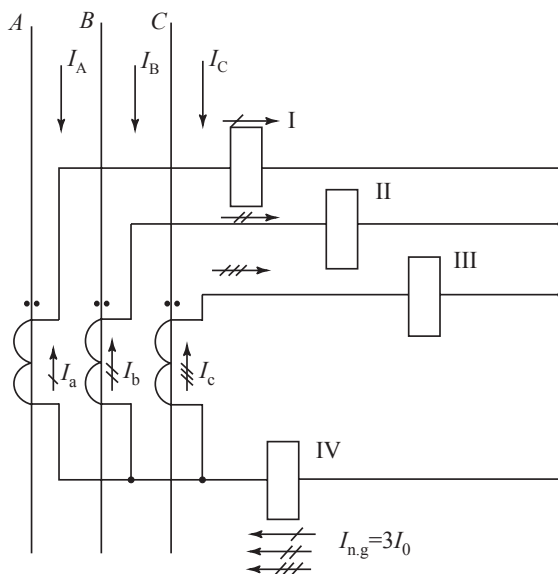 A B C
I_A I_B I_C
I
II
III
I_a I_b I_c
IV
I_n.g=3I_0